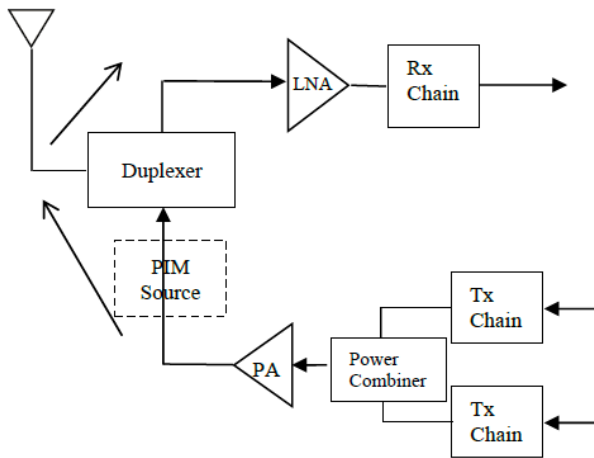 LNA
Rx
Chain
Duplexer
PIM
Source
Tx
Chain
PA
Power
Combiner
Tx
Chain